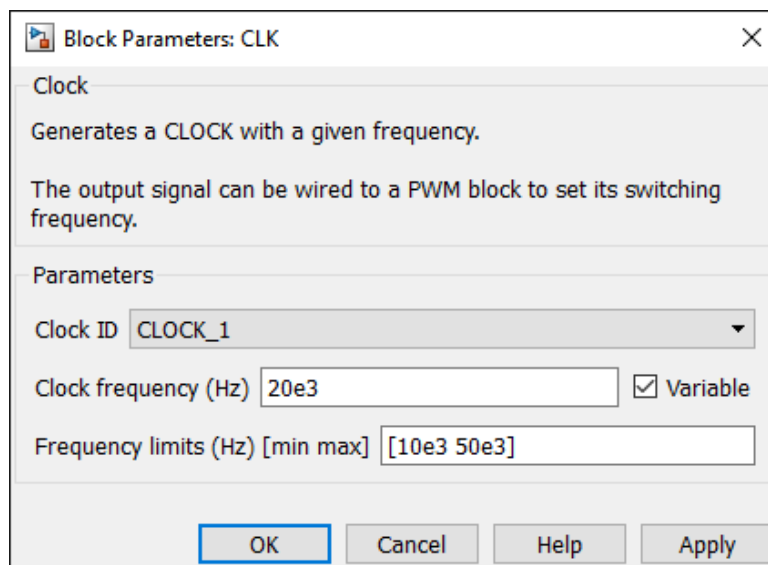 Block Parameters: CLK
Clock
Generates a CLOCK with a given frequency.
The output signal can be wired to a PWM block to set its switching
frequency.
Parameters
Clock ID CLOCK_1
Clock frequency (Hz) 20e3 Variable
Frequency limits (Hz) [min max] [10e3 50e3]
OK Cancel Help Apply